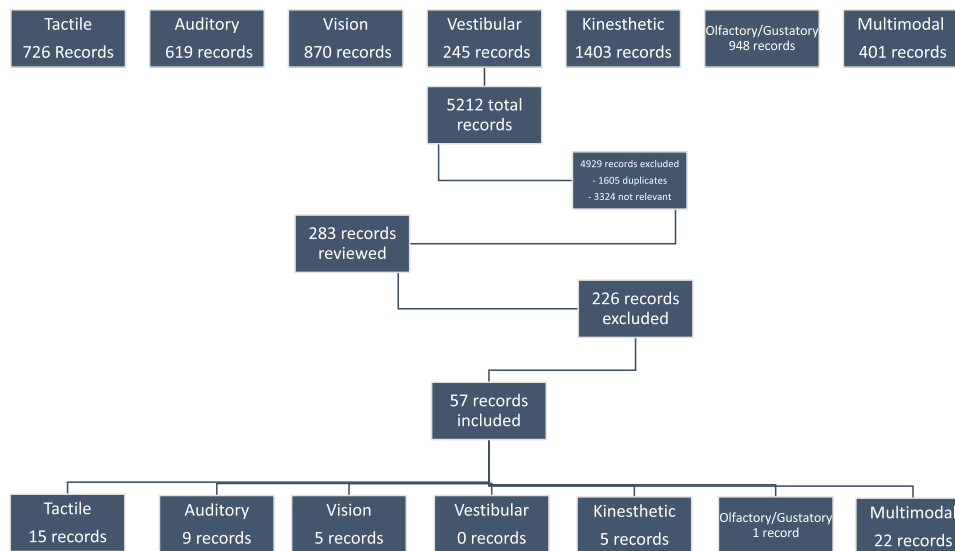 Tactile
726 Records
Auditory
619 records
Vision
870 records
Vestibular
245 records
Kinesthetic
1403 records
Olfactory/Gustatory
948 records
Multimodal
401 records
5212 total
records
4929 records excluded
- 1605 duplicates
- 3324 not relevant
283 records
reviewed
226 records
excluded
57 records
included
Tactile
15 records
Auditory
9 records
Vision
5 records
Vestibular
0 records
Kinesthetic
5 records
Olfactory/Gustatory
1 record
Multimodal
22 records